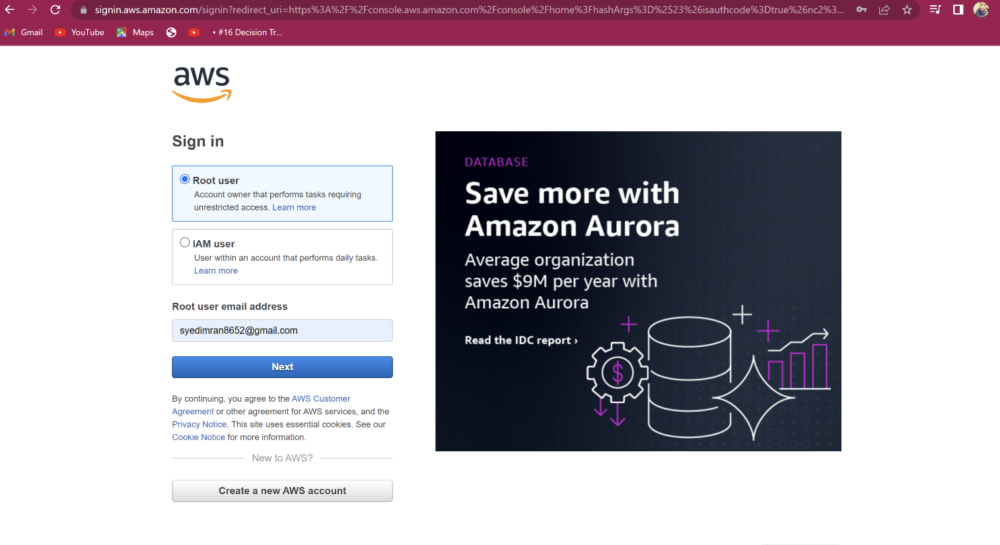 signin.aws.amazon.com/signin?redirect_uri=https%3A%2F%2Fconsole.aws.amazon.com%2Fconsole%2Fhome%3FhashArgs%3D%2523%26isauthcode%3Dtrue%26nc2%3...
Gmail YouTube Maps • #16 Decision Tr...
aws
Sign in
Root user
Account owner that performs tasks requiring
unrestricted access. Learn more
IAM user
User within an account that performs daily tasks.
Learn more
Root user email address
syedimran8652@gmail.com
Next
By continuing, you agree to the AWS Customer
Agreement or other agreement for AWS services, and the
Privacy Notice. This site uses essential cookies. See our
Cookie Notice for more information.
New to AWS?
Create a new AWS account
DATABASE
Save more with
Amazon Aurora
Average organization
saves $9M per year with
Amazon Aurora
Read the IDC report ›
$